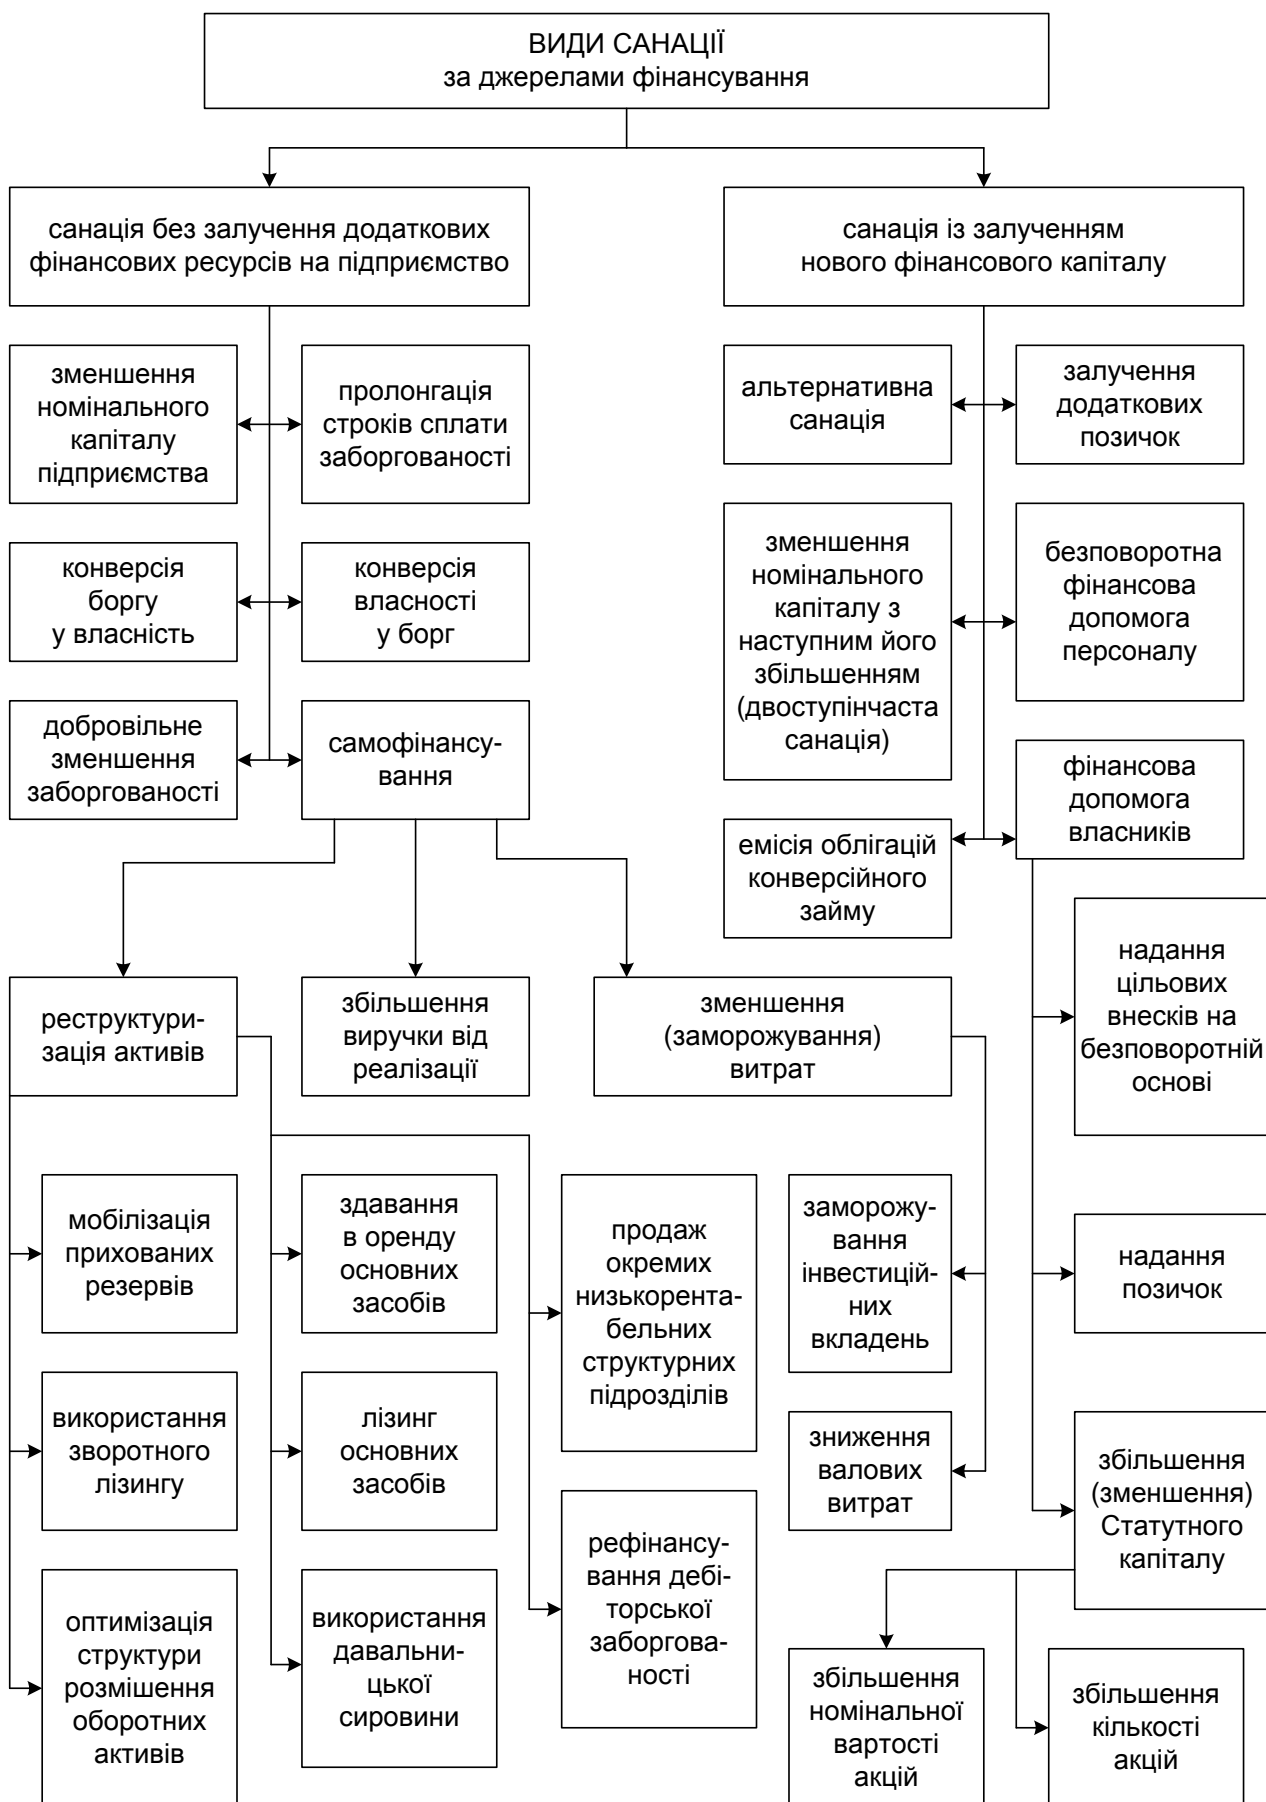 ВИДИ САНАЦІЇ
за джерелами фінансування
санація без залучення додаткових
фінансових ресурсів на підприємство
санація із залученням
нового фінансового капіталу
зменшення
номінального
капіталу
підприємства
пролонгація
строків сплати
заборгованості
альтернативна
санація
залучення
додаткових
позичок
конверсія
боргу
у власність
конверсія
власності
у борг
зменшення
номінального
капіталу з
наступним його
збільшенням
(двоступінчаста
санація)
безповоротна
фінансова
допомога
персоналу
добровільне
зменшення
заборгованості
самофінансу-
вання
фінансова
допомога
власників
емісія облігацій
конверсійного
займу
надання
цільових
внесків на
безповоротній
основі
реструктури-
зація активів
збільшення
виручки від
реалізації
зменшення
(заморожування)
витрат
мобілізація
прихованих
резервів
здавання
в оренду
основних
засобів
продаж
окремих
низькорента-
бельних
структурних
підрозділів
заморожу-
вання
інвестицій-
них
вкладень
надання
позичок
використання
зворотного
лізингу
лізинг
основних
засобів
зниження
валових
витрат
збільшення
(зменшення)
Статутного
капіталу
рефінансу-
вання дебі-
торської
заборгова-
ності
оптимізація
структури
розмішення
оборотних
активів
використання
давальни-
цької
сировини
збільшення
номінальної
вартості
акцій
збільшення
кількості
акцій